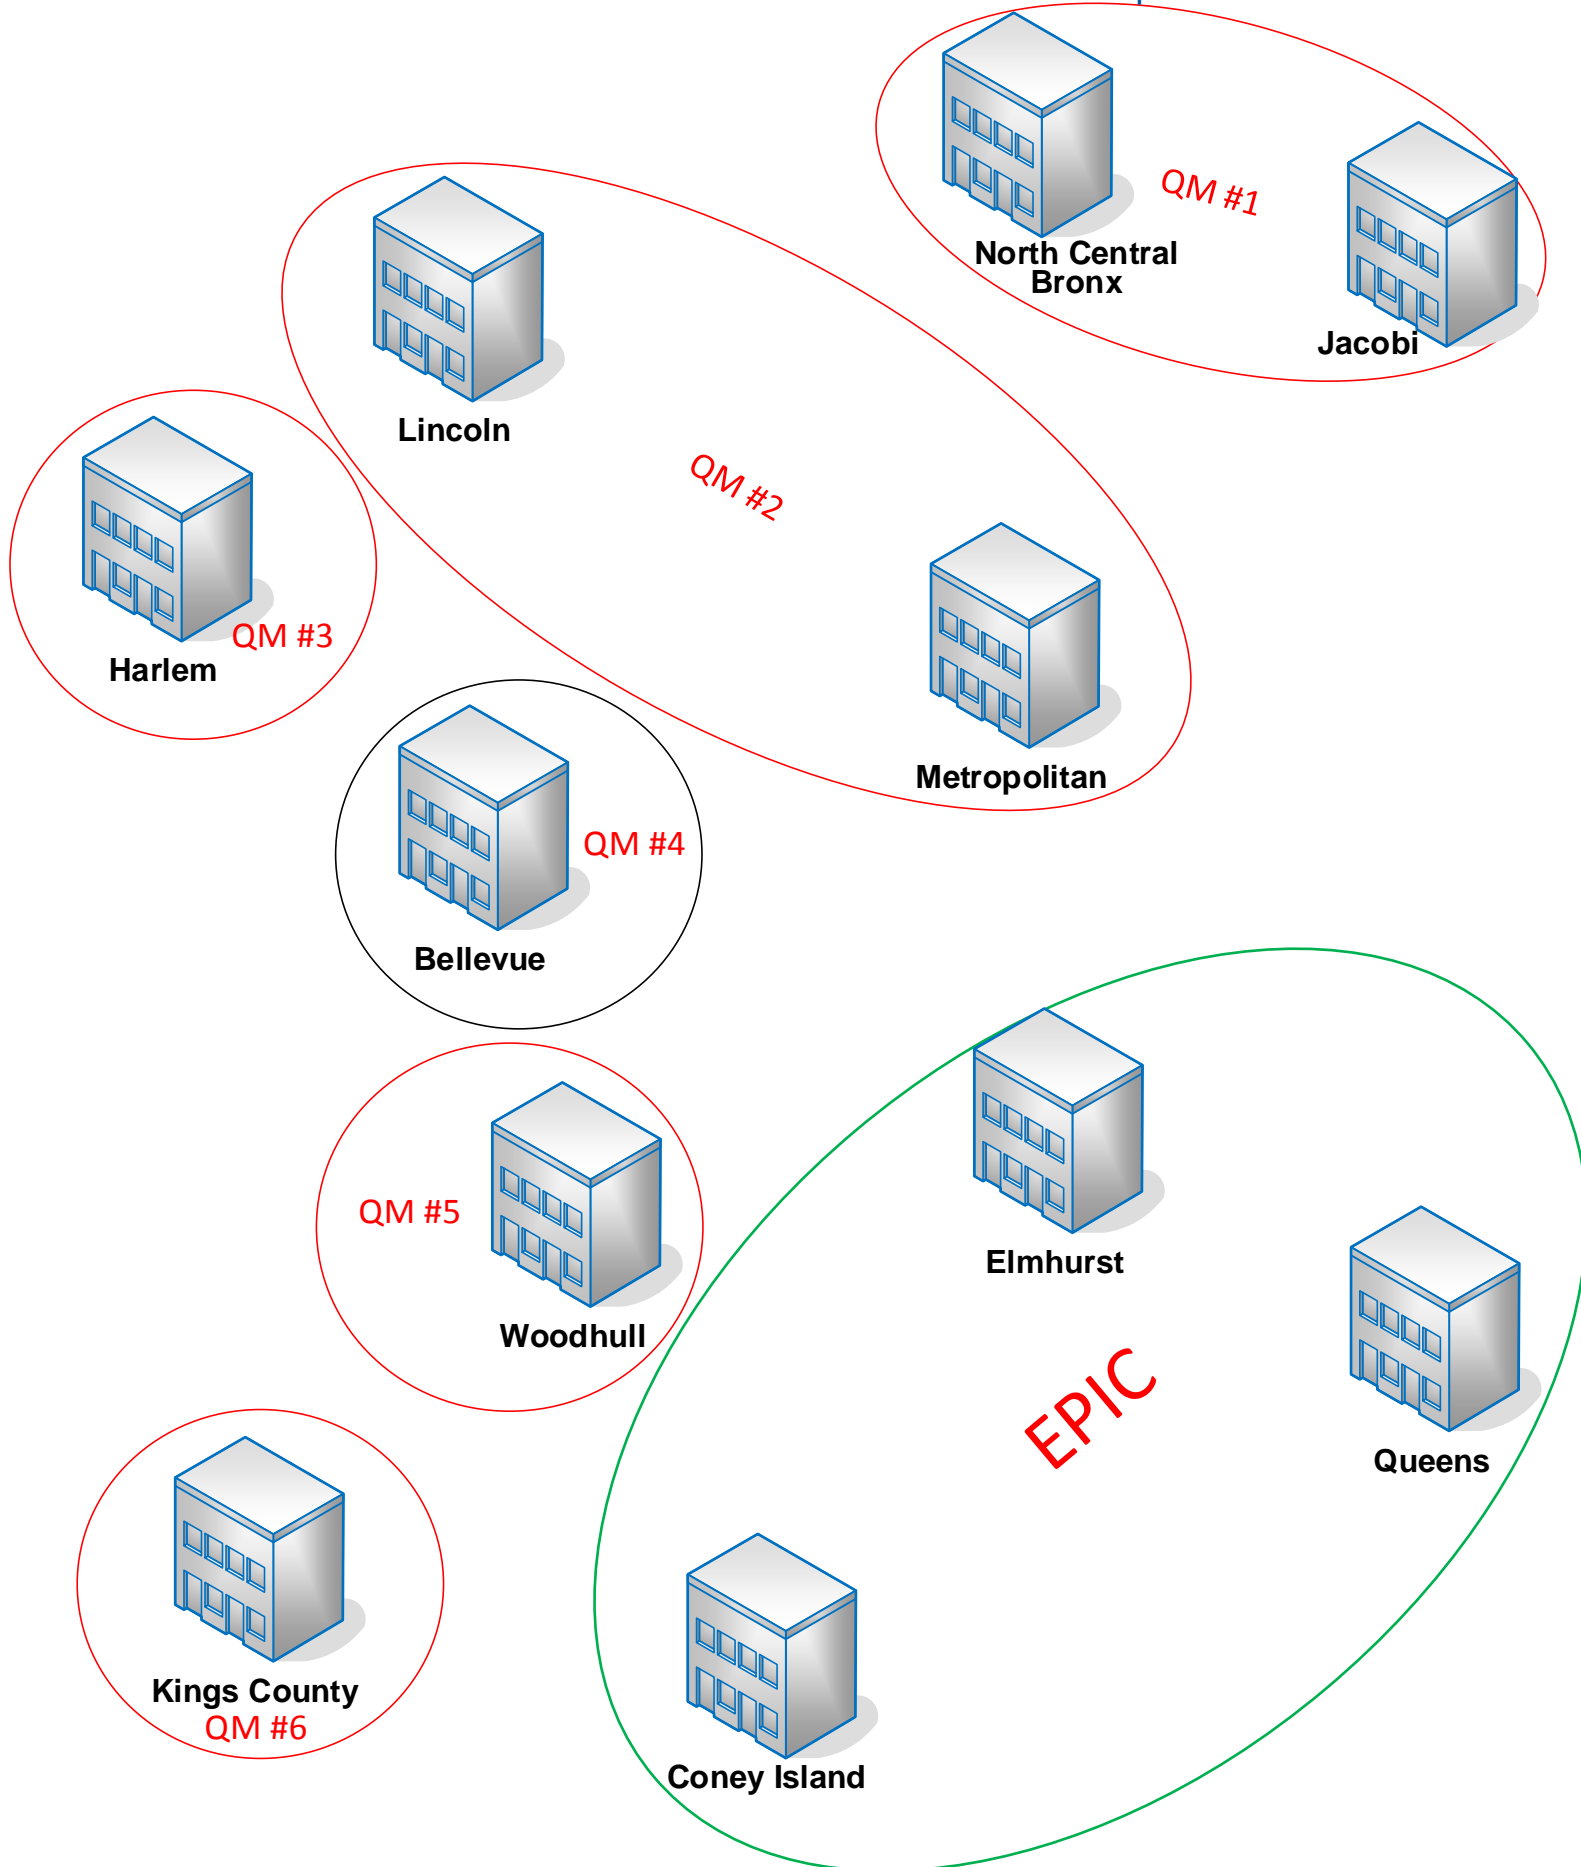 QM #1
North Central
Bronx
Jacobi
Lincoln
QM #2
QM #3
Harlem
Metropolitan
QM #4
Bellevue
QM #5
Woodhull
Elmhurst
EPIC
Queens
Kings County
QM #6
Coney Island